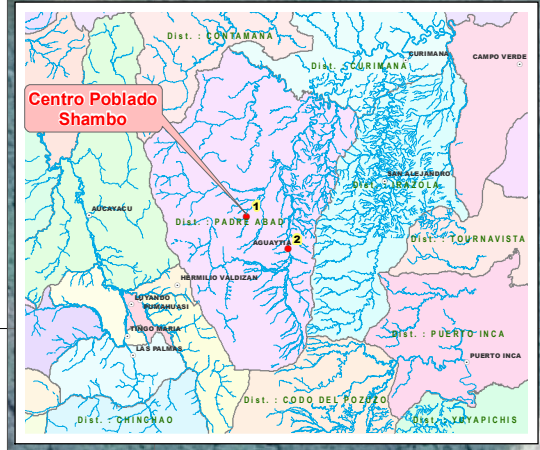 Dist. : CONTAMANA
CURIMANA
CAMPO VERDE
Dist. : CURIMANA
Centro Poblado
Shambo
SAN ALEJANDRO
Dist. : IRAZOLA
1
AUCAYACU
Dist. : PADRE ABAD
2
AGUAYTIA
Dist. : TOURNAVISTA
HERMILIO VALDIZAN
LUYANDO
PUMAHUASI
TINGO MARIA
Dist. : PUERTO INCA
LAS PALMAS
PUERTO INCA
Dist. : CODO DEL POZUZO
Dist. : CHINCHAO
Dist. : YUYAPICHIS